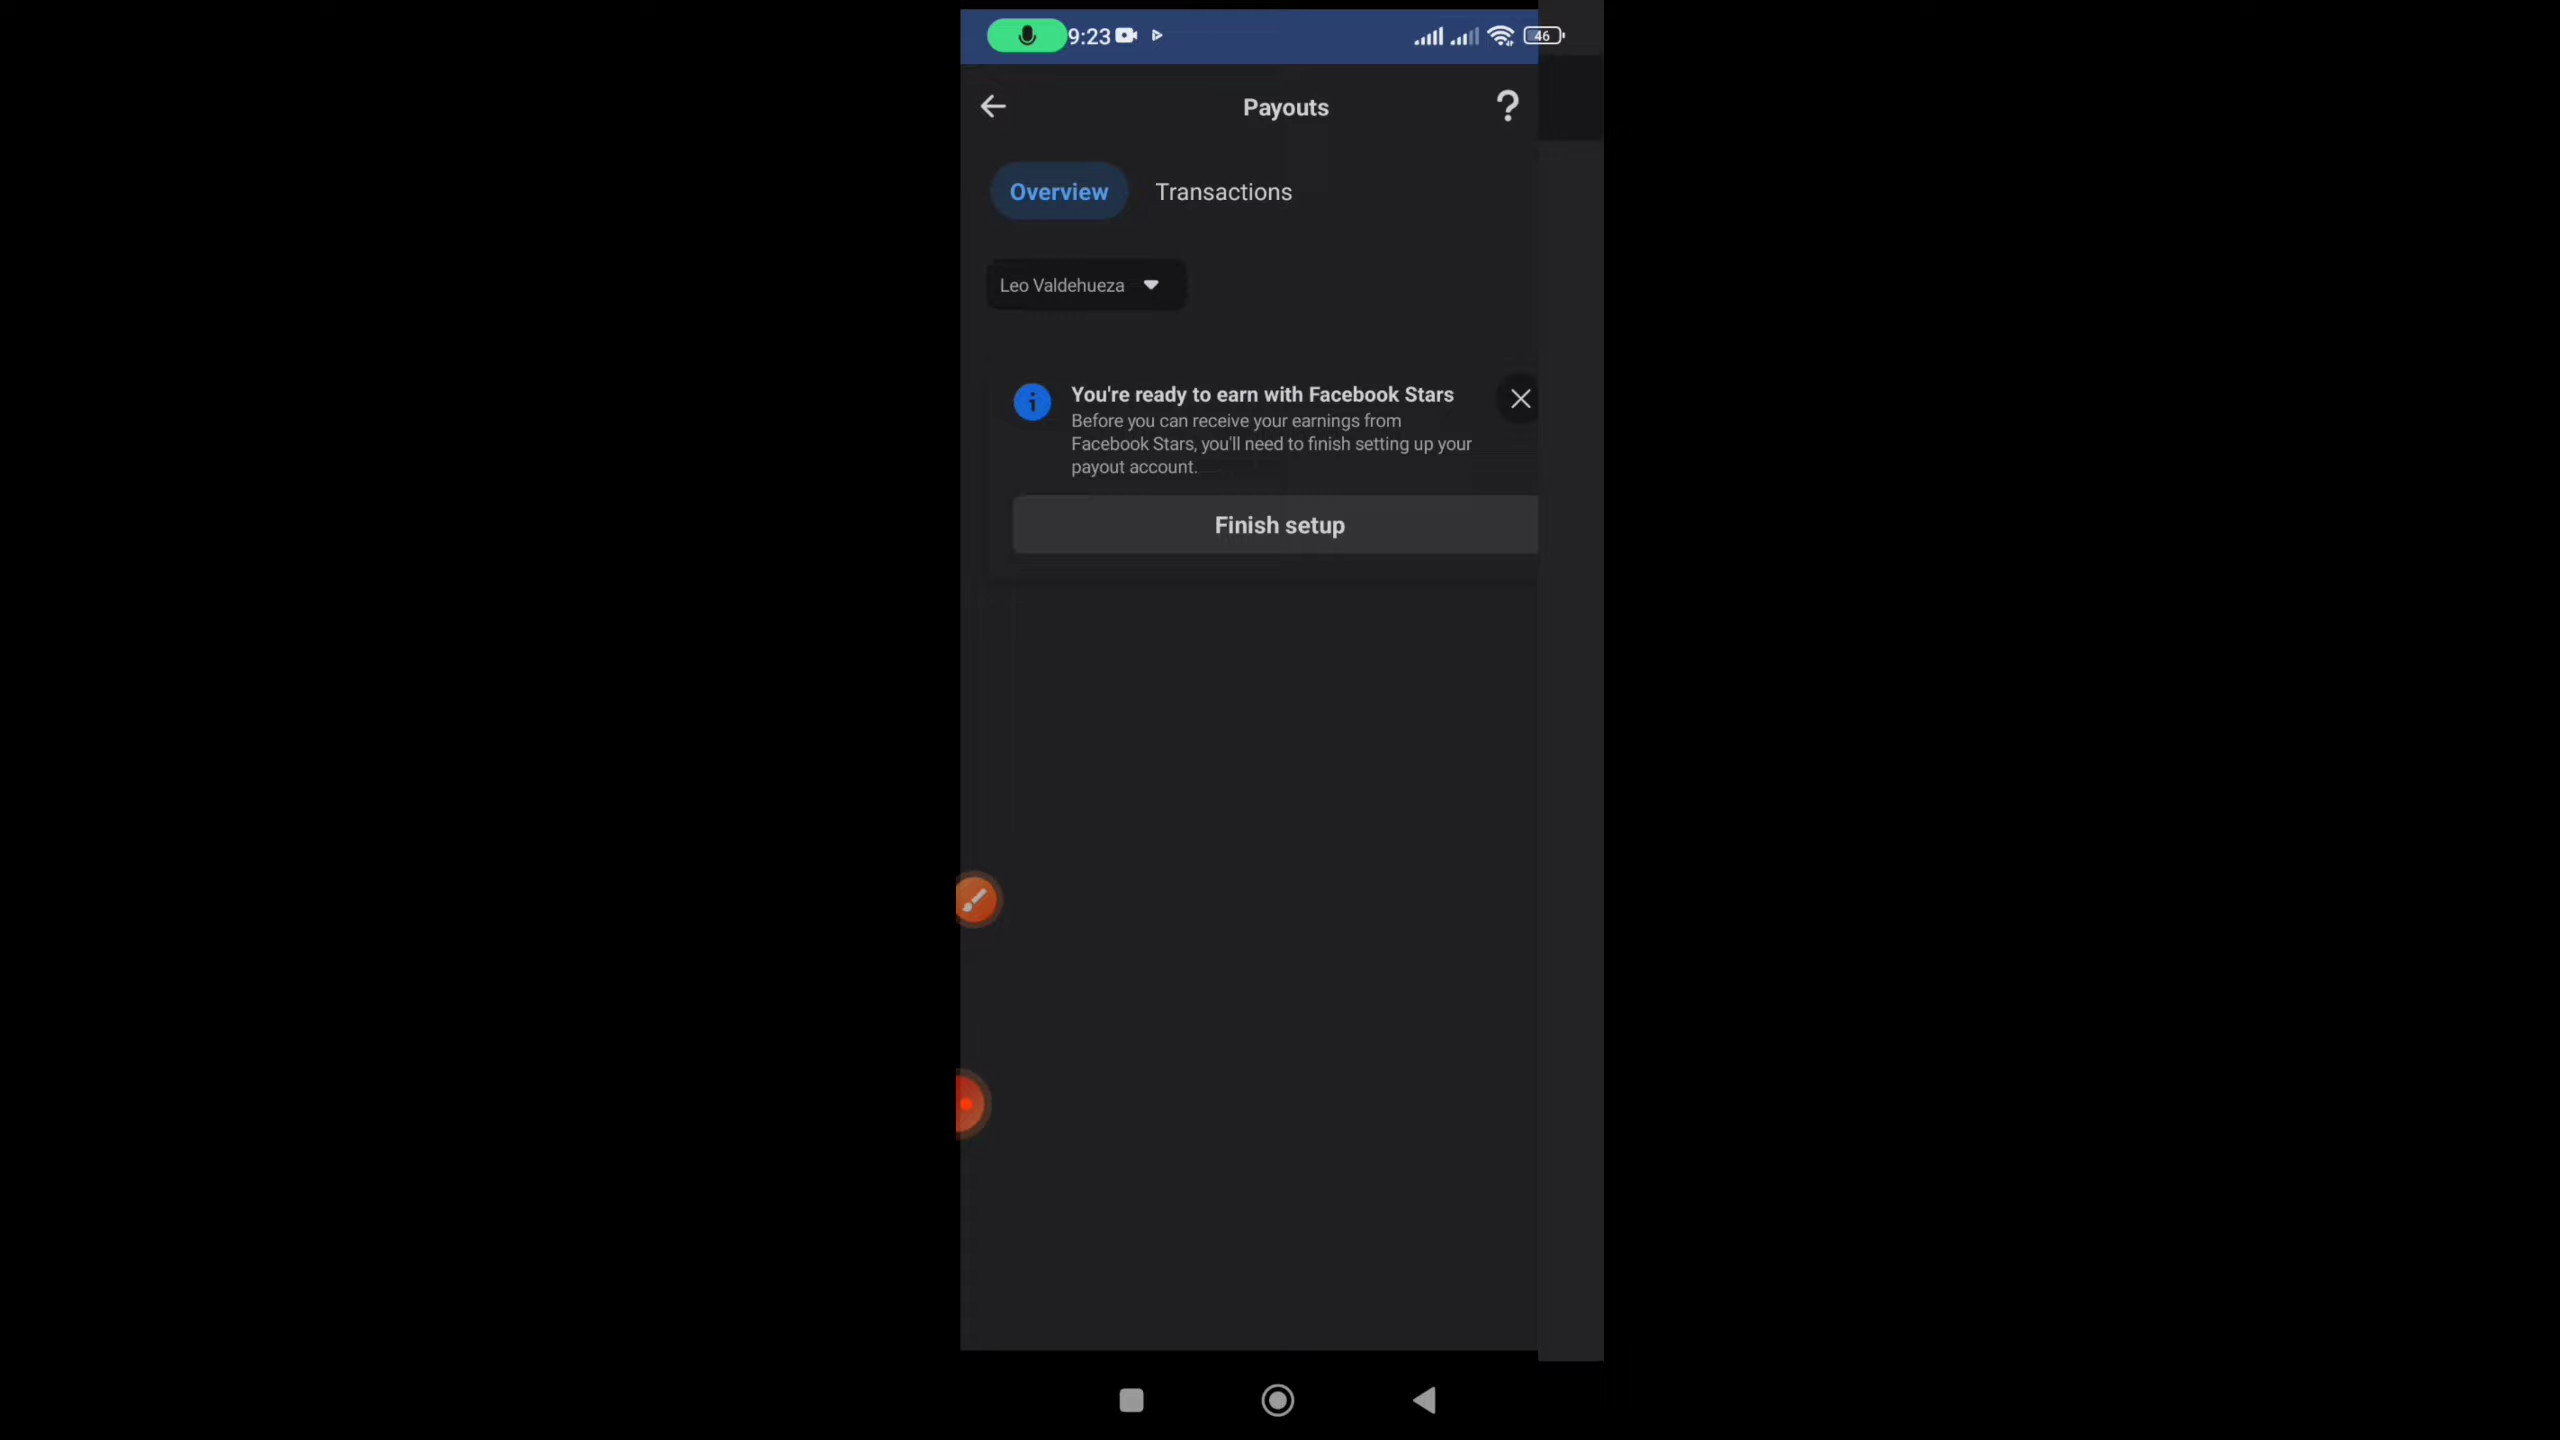 9:23
46
Payouts
?
Overview Transactions
Leo Valdehueza
You're ready to earn with Facebook Stars
Before you can receive your earnings from
Facebook Stars, you'll need to finish setting up your
payout account.
Finish setup